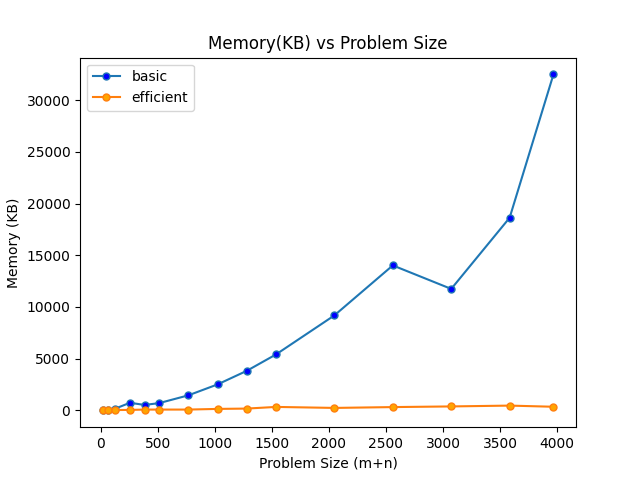 Memory(KB) vs Problem Size
basic
efficient
30000
25000
20000
15000
10000
5000
0
Memory (KB)
0 500 1000 1500 2000 2500 3000 3500 4000
Problem Size (m+n)